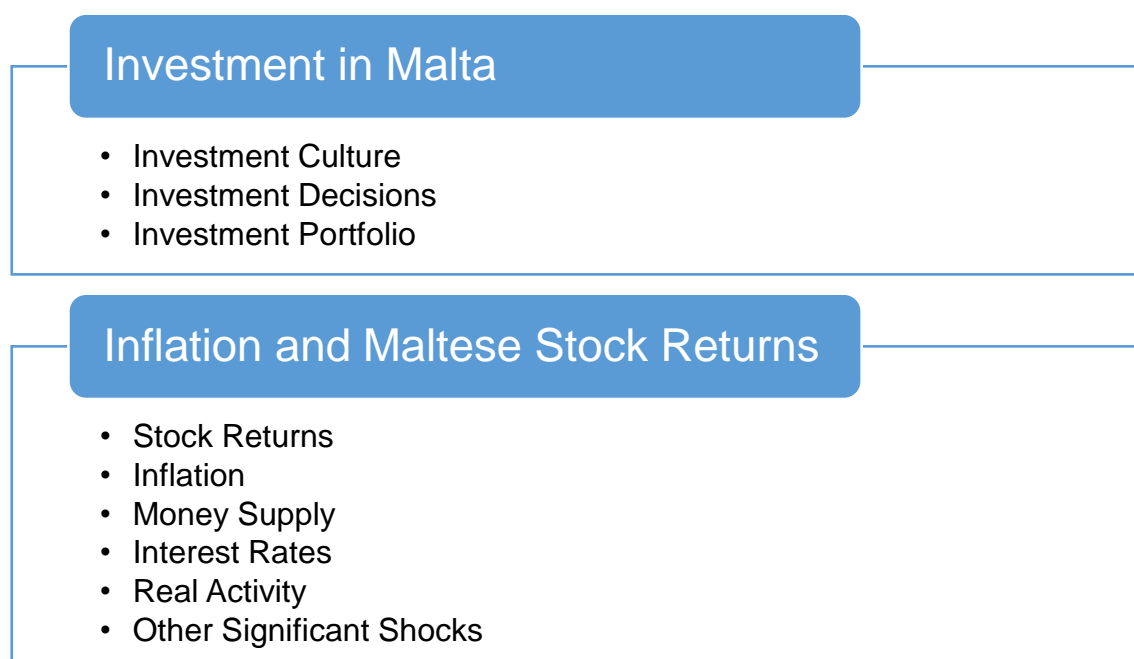 Investment in Malta
• Investment Culture
• Investment Decisions
• Investment Portfolio
Inflation and Maltese Stock Returns
• Stock Returns
• Inflation
• Money Supply
• Interest Rates
• Real Activity
• Other Significant Shocks